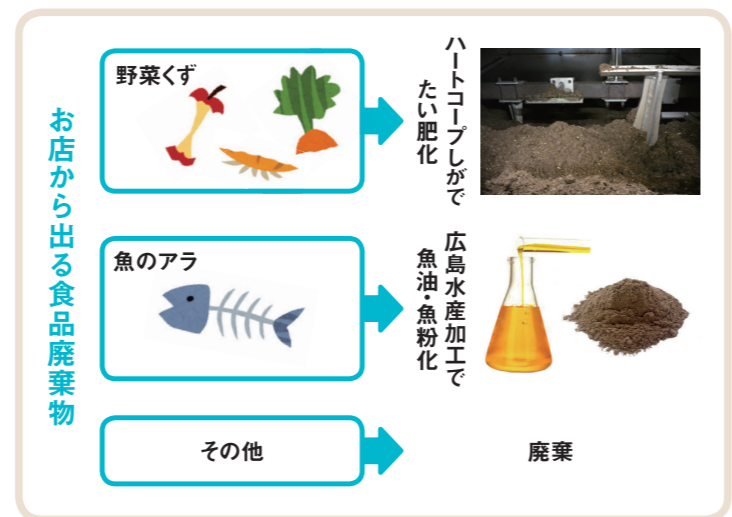 お店から出る食品廃棄物
野菜くず
ハートコープしがで
たい肥化
魚のアラ
広島水産加工で
魚油・魚粉化
その他
廃棄